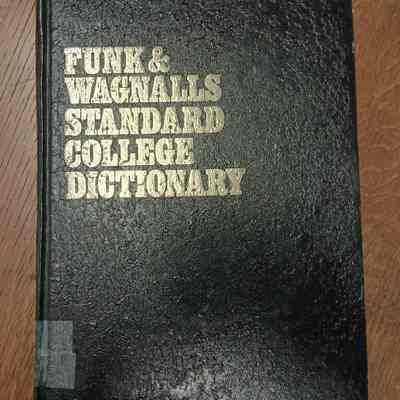 FUNK &
WAGNALLS
STANDARD
COLLEGE
DICTIONARY